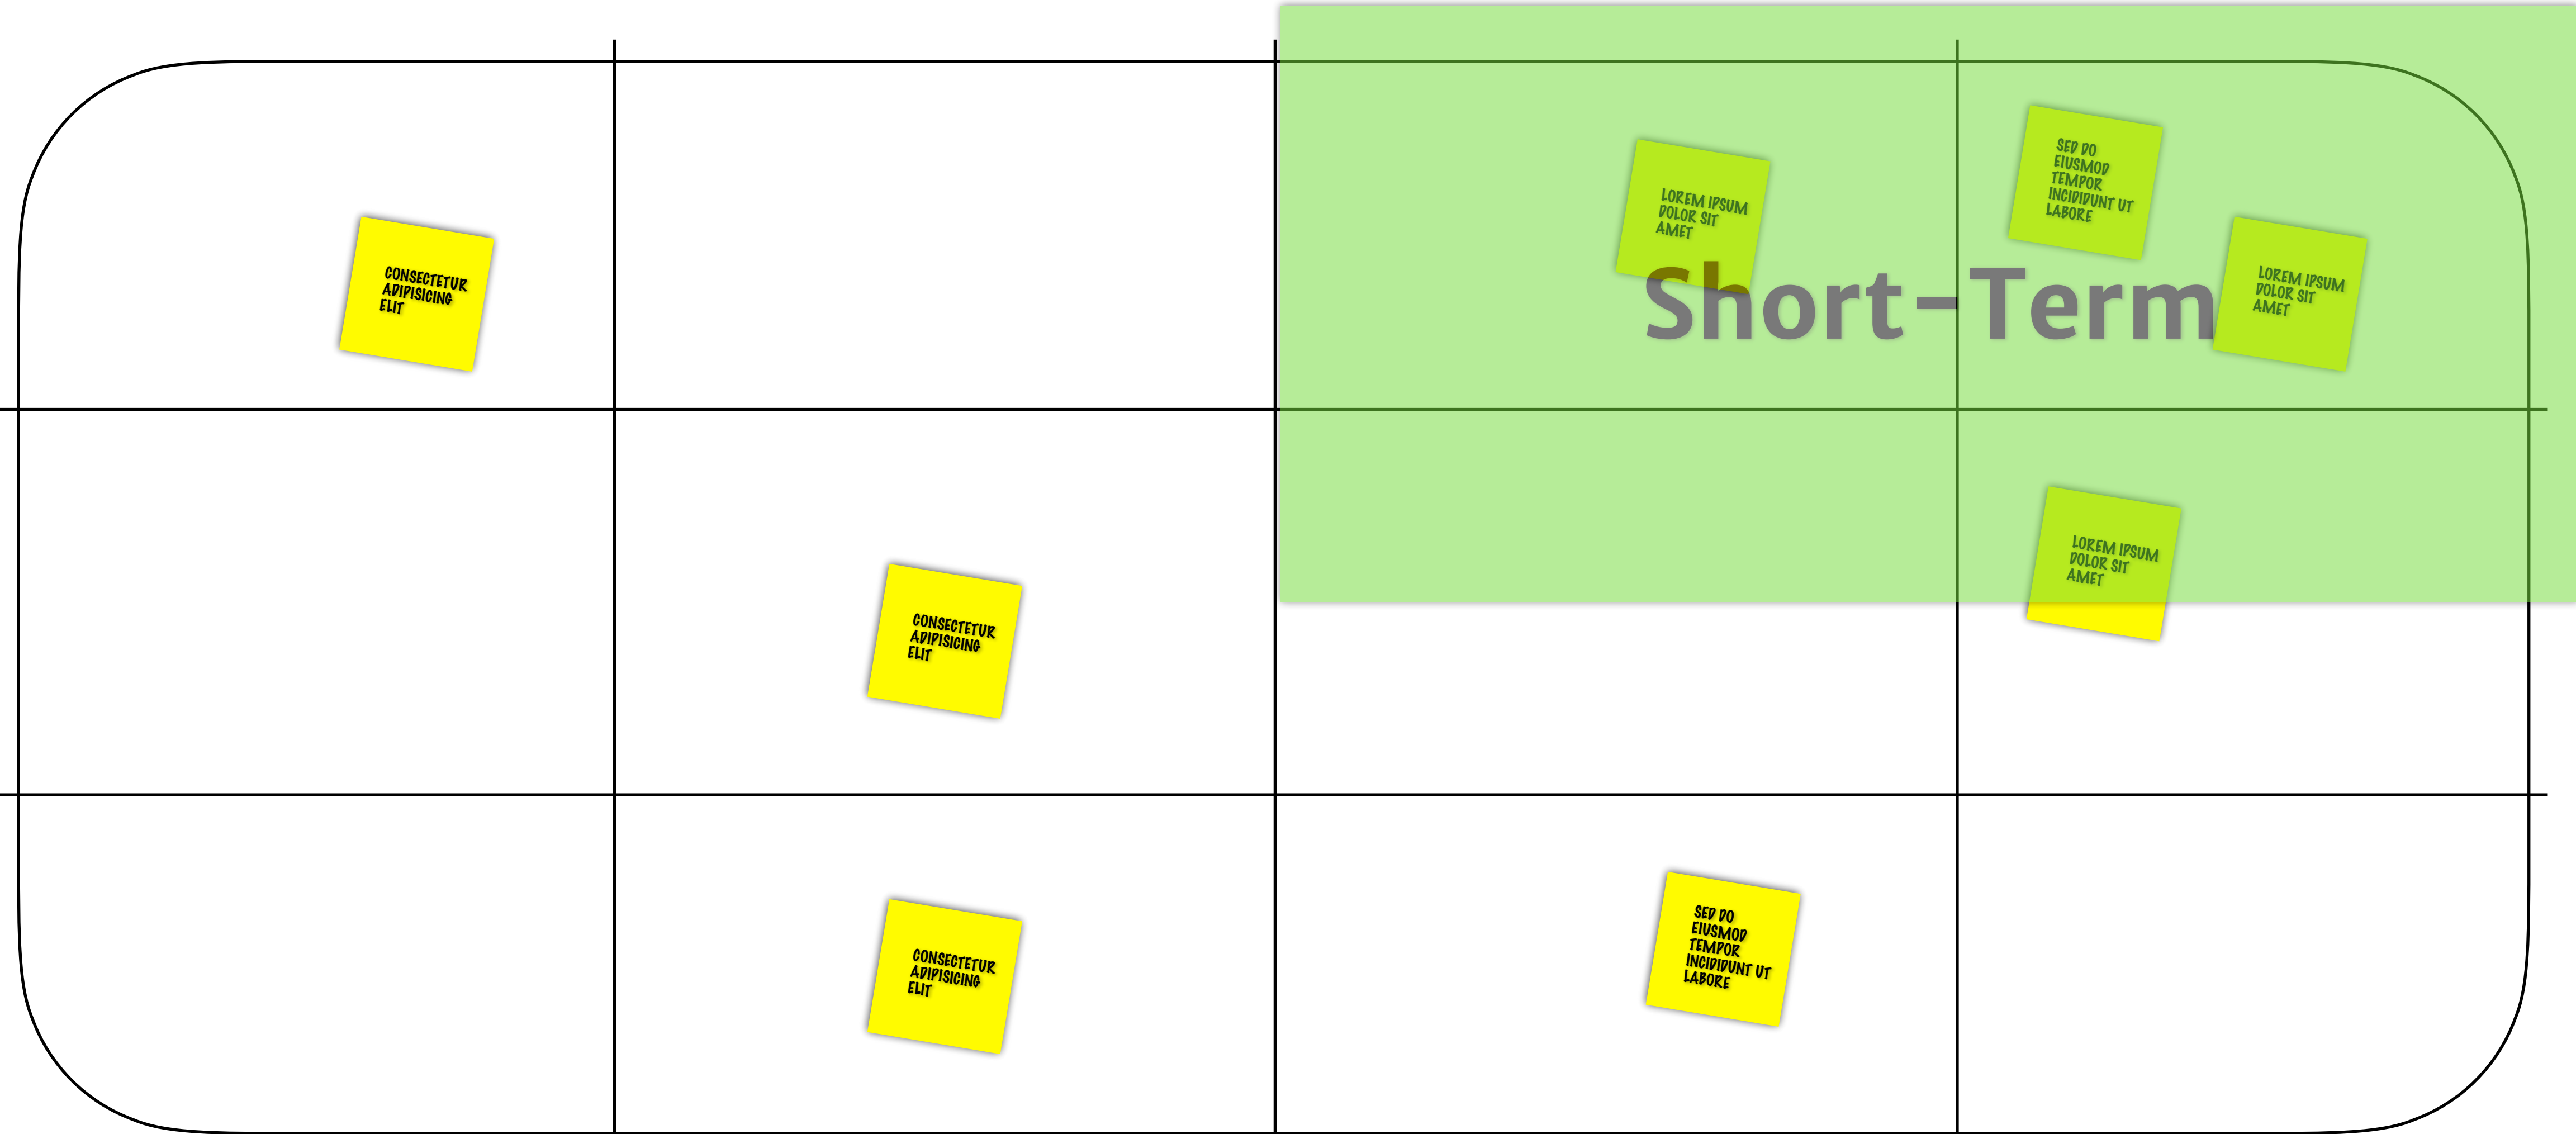 CONSECTETUR
ADIPISICING
ELIT
LOREM IPSUM
DOLOR SIT
AMET
SED DO
EIUSMOD
TEMPOR
INCIDIDUNT UT
LABORE
LOREM IPSUM
DOLOR SIT
AMET
Short-Term
CONSECTETUR
ADIPISICING
ELIT
LOREM IPSUM
DOLOR SIT
AMET
CONSECTETUR
ADIPISICING
ELIT
SED DO
EIUSMOD
TEMPOR
INCIDIDUNT UT
LABORE